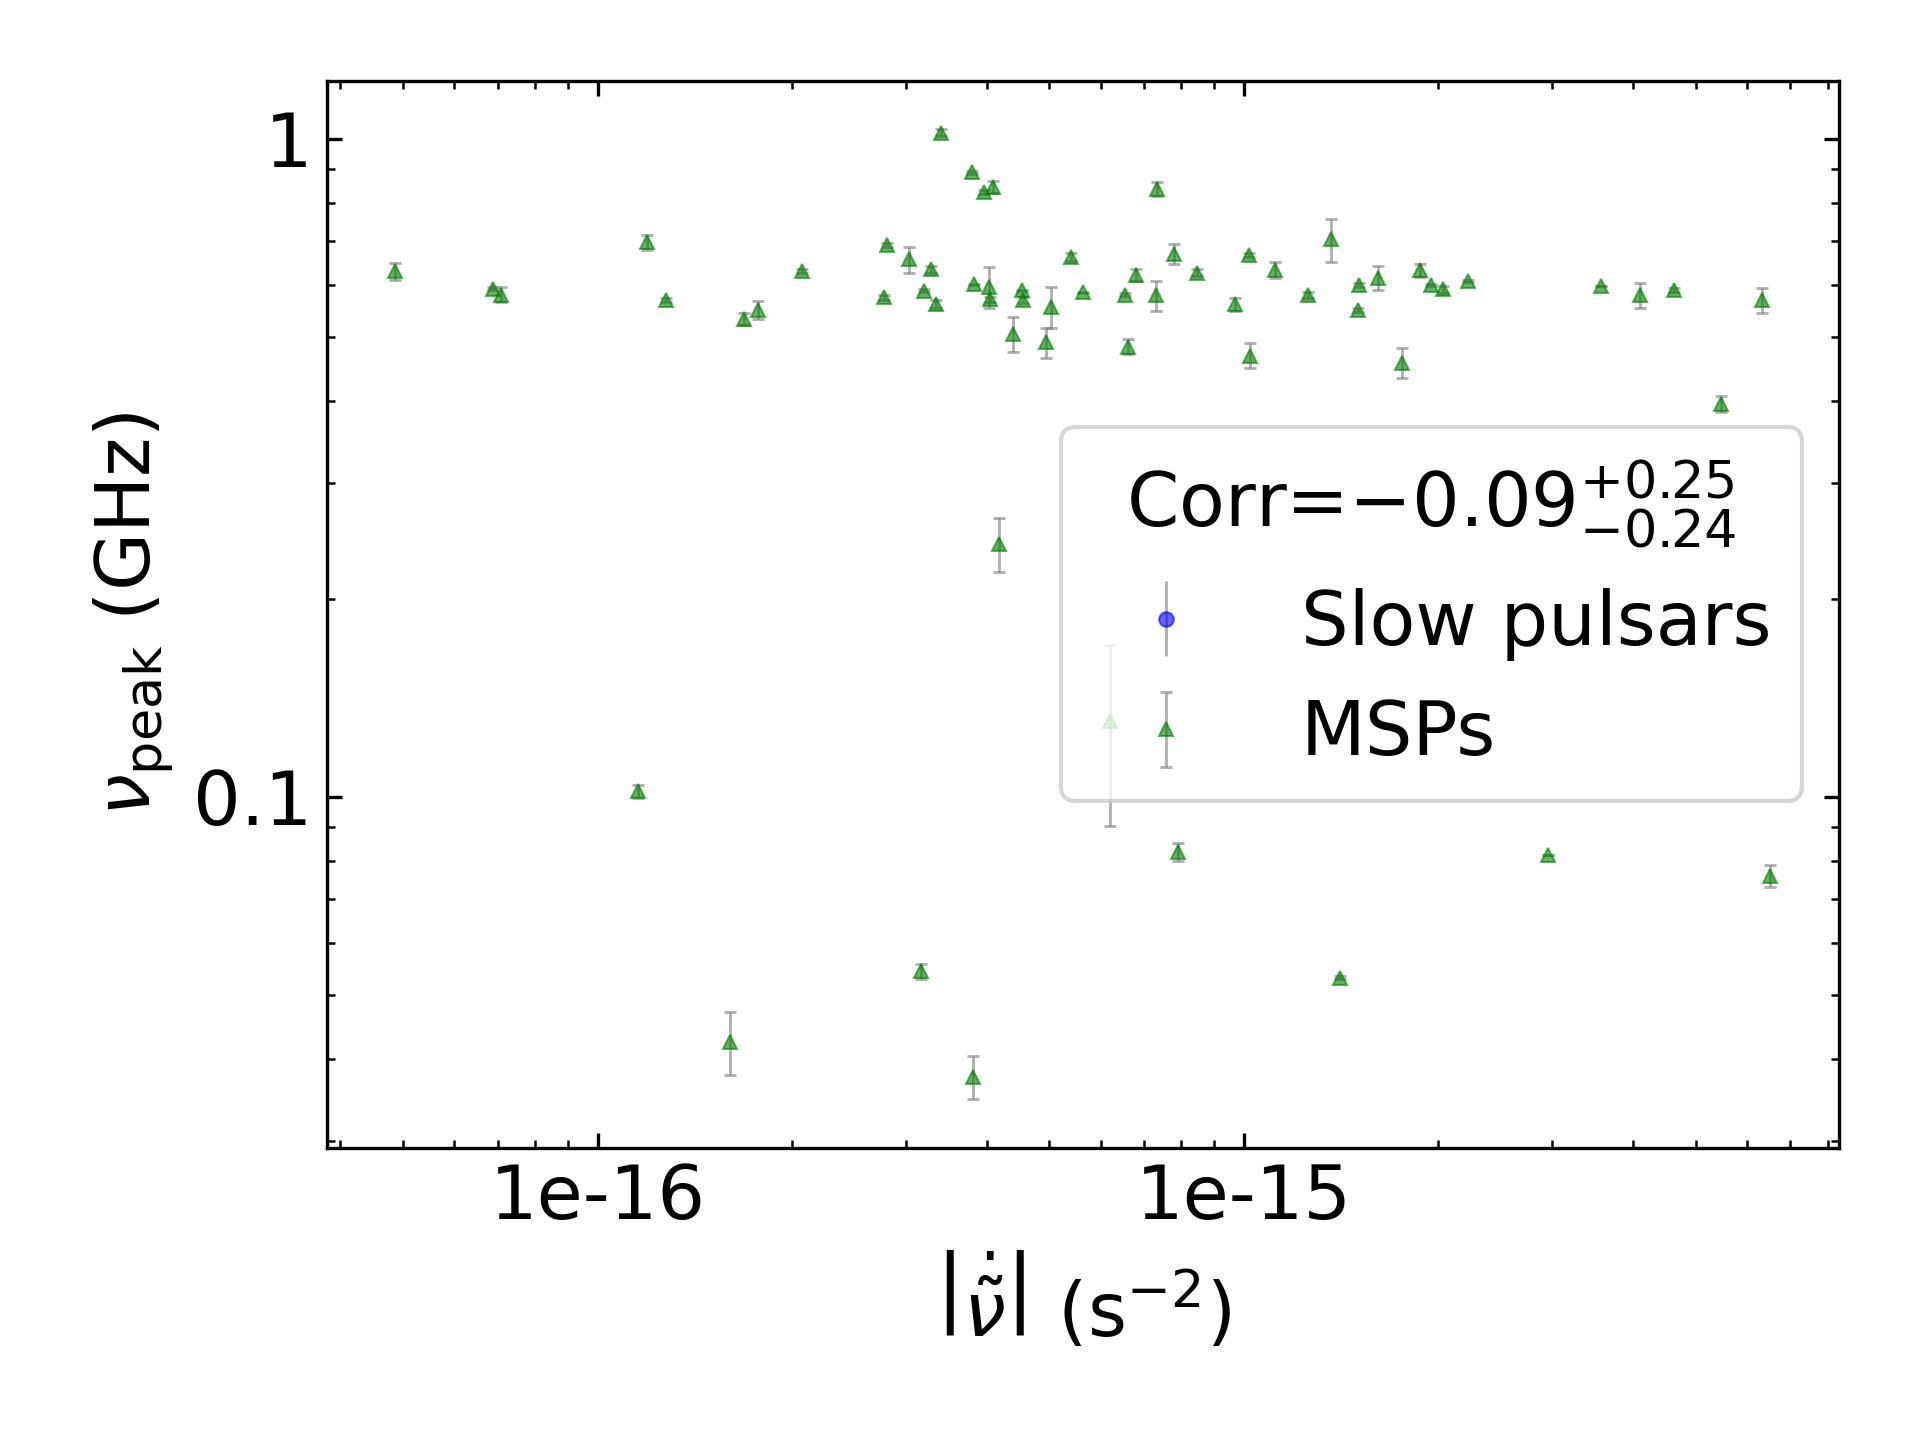 1
0.1
ν_peak (GHz)
Corr=−0.09^{+0.25}_{−0.24}
Slow pulsars
MSPs
1e-16 1e-15
|ν̃̇| (s⁻²)